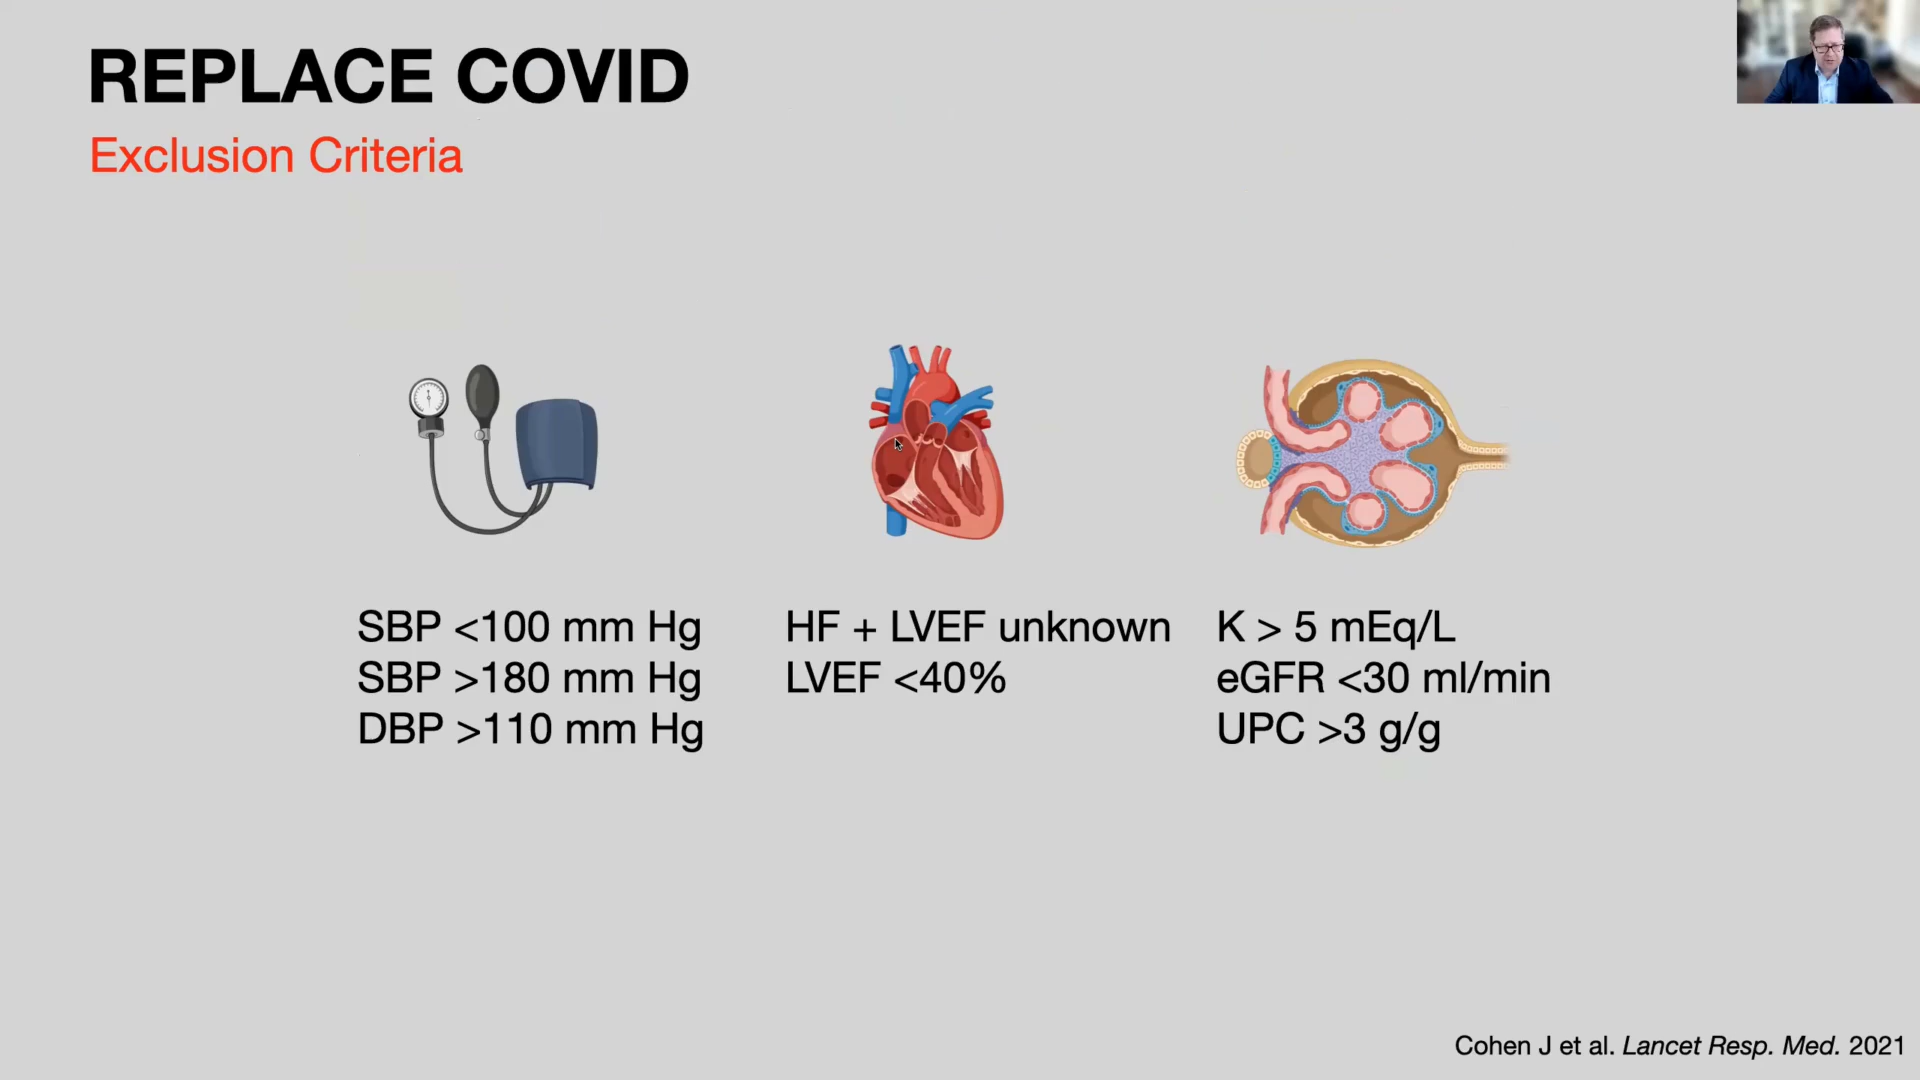 REPLACE COVID
Exclusion Criteria
SBP <100 mm Hg
SBP >180 mm Hg
DBP >110 mm Hg
HF + LVEF unknown
LVEF <40%
K > 5 mEq/L
eGFR <30 ml/min
UPC >3 g/g
Cohen J et al. Lancet Resp. Med. 2021